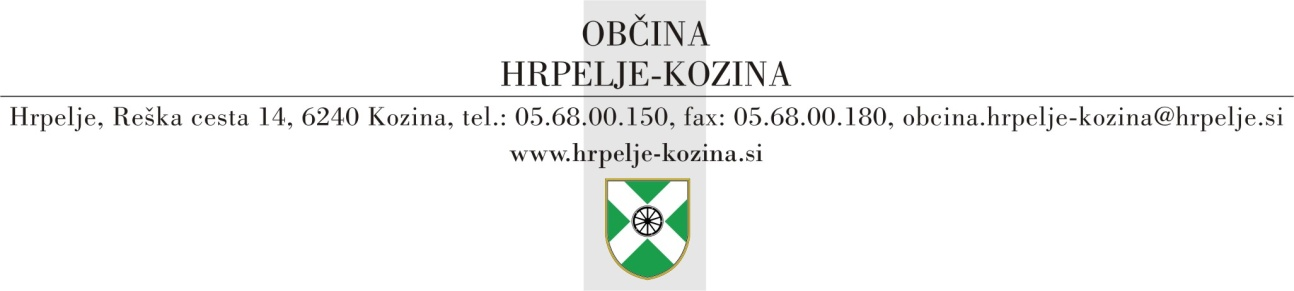 OBČINA
HRPELJE-KOZINA
Hrpelje, Reška cesta 14, 6240 Kozina, tel.: 05.68.00.150, fax: 05.68.00.180, obcina.hrpelje-kozina@hrpelje.si
www.hrpelje-kozina.si